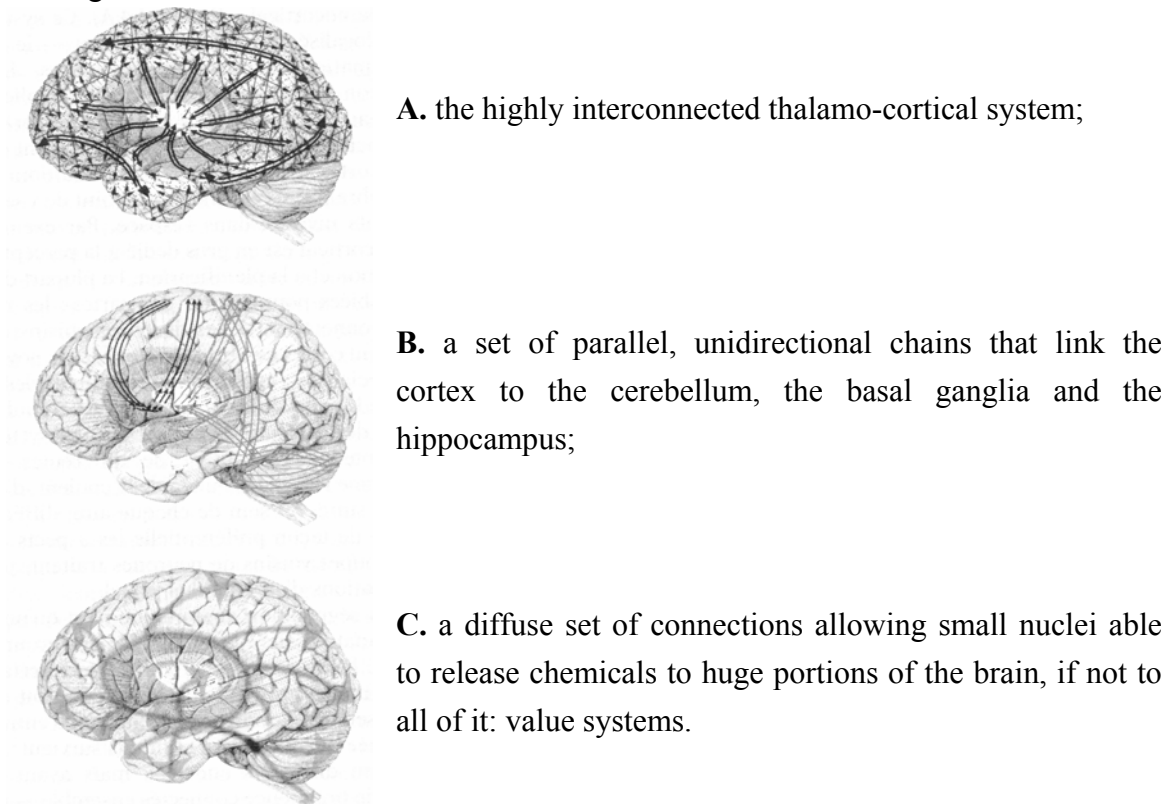 A. the highly interconnected thalamo-cortical system;
B. a set of parallel, unidirectional chains that link the
cortex to the cerebellum, the basal ganglia and the
hippocampus;
C. a diffuse set of connections allowing small nuclei able
to release chemicals to huge portions of the brain, if not to
all of it: value systems.